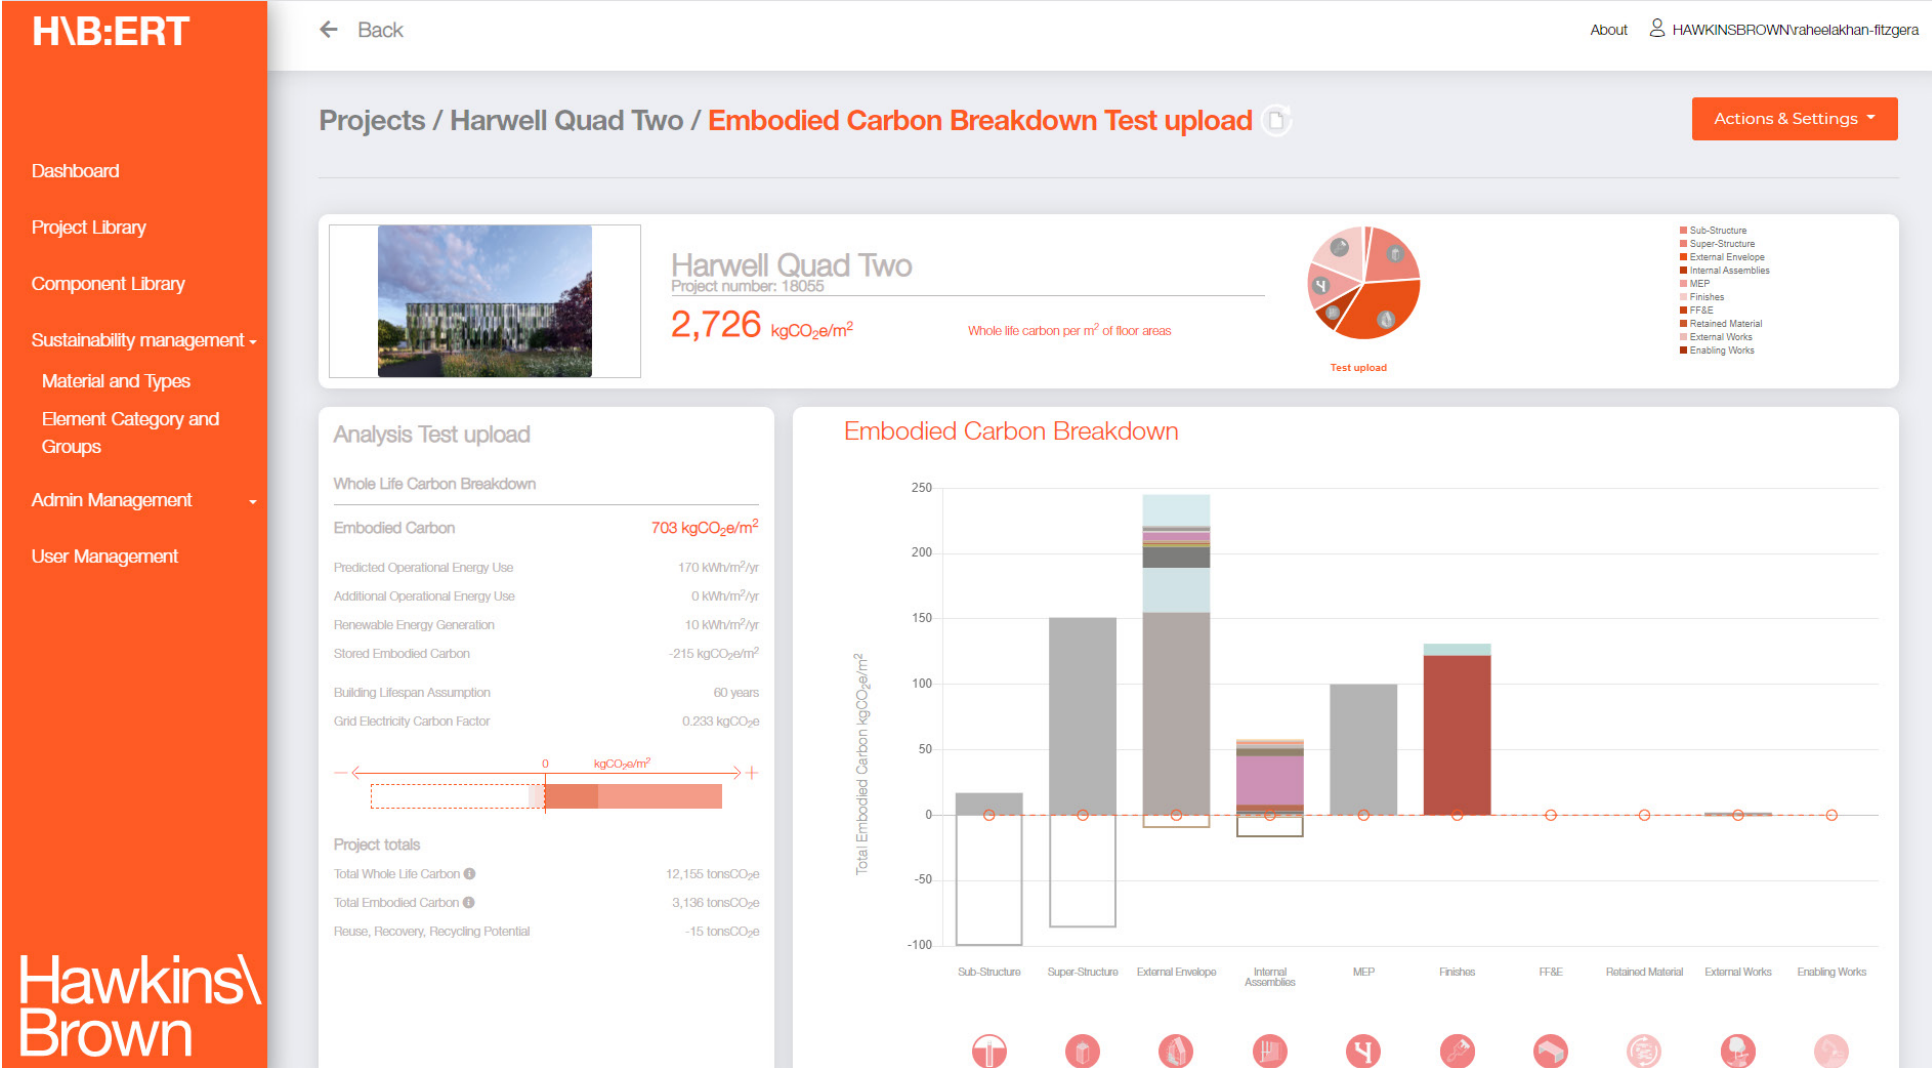 H\B:ERT
← Back
About
HAWKINSBROWN\raheelakhan-fitzgera
Dashboard
Project Library
Component Library
Sustainability management
Material and Types
Element Category and
Groups
Admin Management
User Management
Hawkins\
Brown
Projects / Harwell Quad Two / Embodied Carbon Breakdown Test upload
Actions & Settings
Harwell Quad Two
Project number: 18055
2,726 kgCO₂e/m²
Whole life carbon per m² of floor areas
Test upload
Sub-Structure
Super-Structure
External Envelope
Internal Assemblies
MEP
Finishes
FF&E
Retained Material
External Works
Enabling Works
Analysis Test upload
Whole Life Carbon Breakdown
Embodied Carbon 703 kgCO₂e/m²
Predicted Operational Energy Use 170 kWh/m²/yr
Additional Operational Energy Use 0 kWh/m²/yr
Renewable Energy Generation 10 kWh/m²/yr
Stored Embodied Carbon -215 kgCO₂e/m²
Building Lifespan Assumption 60 years
Grid Electricity Carbon Factor 0.233 kgCO₂e
0 kgCO₂e/m²
Project totals
Total Whole Life Carbon 12,155 tonsCO₂e
Total Embodied Carbon 3,136 tonsCO₂e
Reuse, Recovery, Recycling Potential -15 tonsCO₂e
Embodied Carbon Breakdown
Total Embodied Carbon kgCO₂e/m²
250
200
150
100
50
0
-50
-100
Sub-Structure
Super-Structure
External Envelope
Internal
Assemblies
MEP
Finishes
FF&E
Retained Material
External Works
Enabling Works